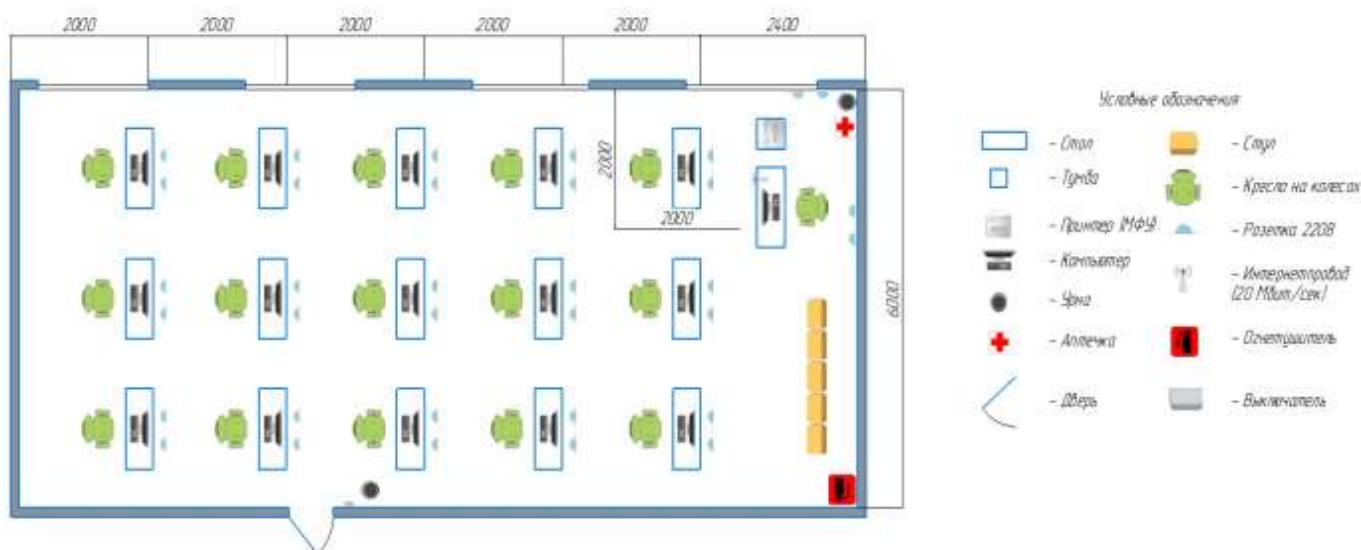 2000 2000 2000 2000 2000 2400
2000
2000
6000
Условные обозначения
– Стол
– Стул
– Тумба
– Кресла на колесах
– Принтер (МФУ)
– Розетка 220В
– Компьютер
– Интернетпровод
(20 Мбит/сек)
– Урна
– Аптечка
– Огнетушитель
– Дверь
– Выключатель